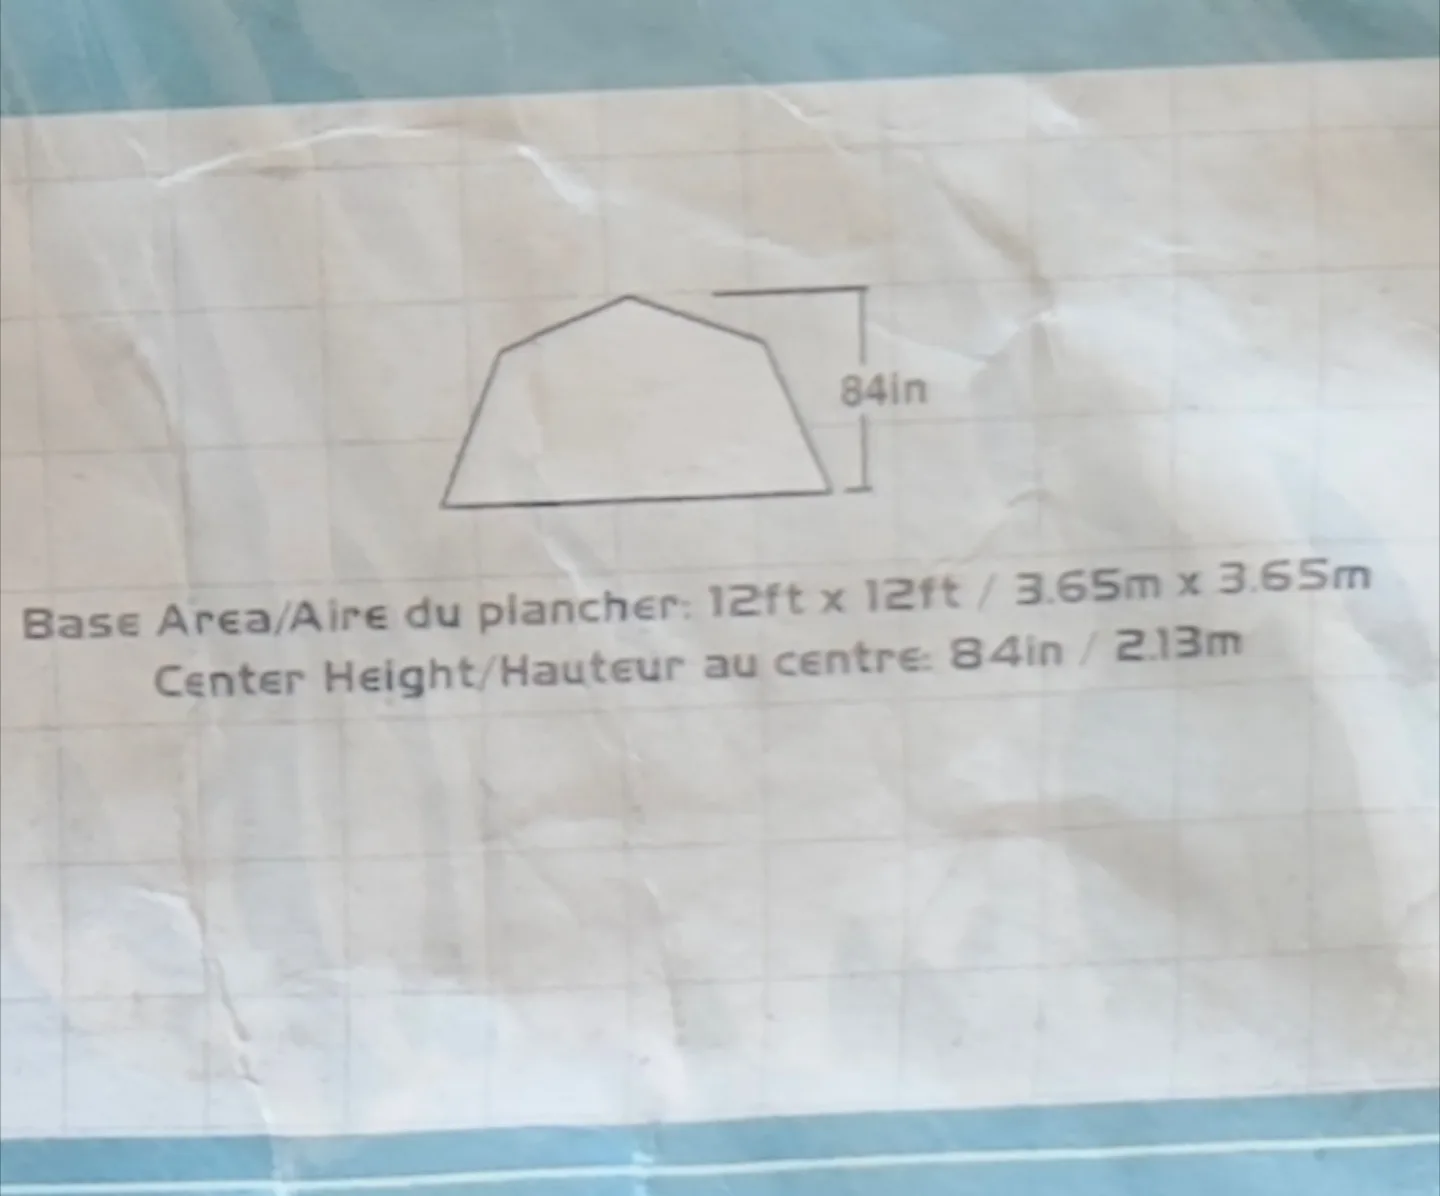 84in
Base Area/Aire du plancher: 12ft x 12ft / 3.65m x 3.65m
Center Height/Hauteur au centre: 84in / 2.13m